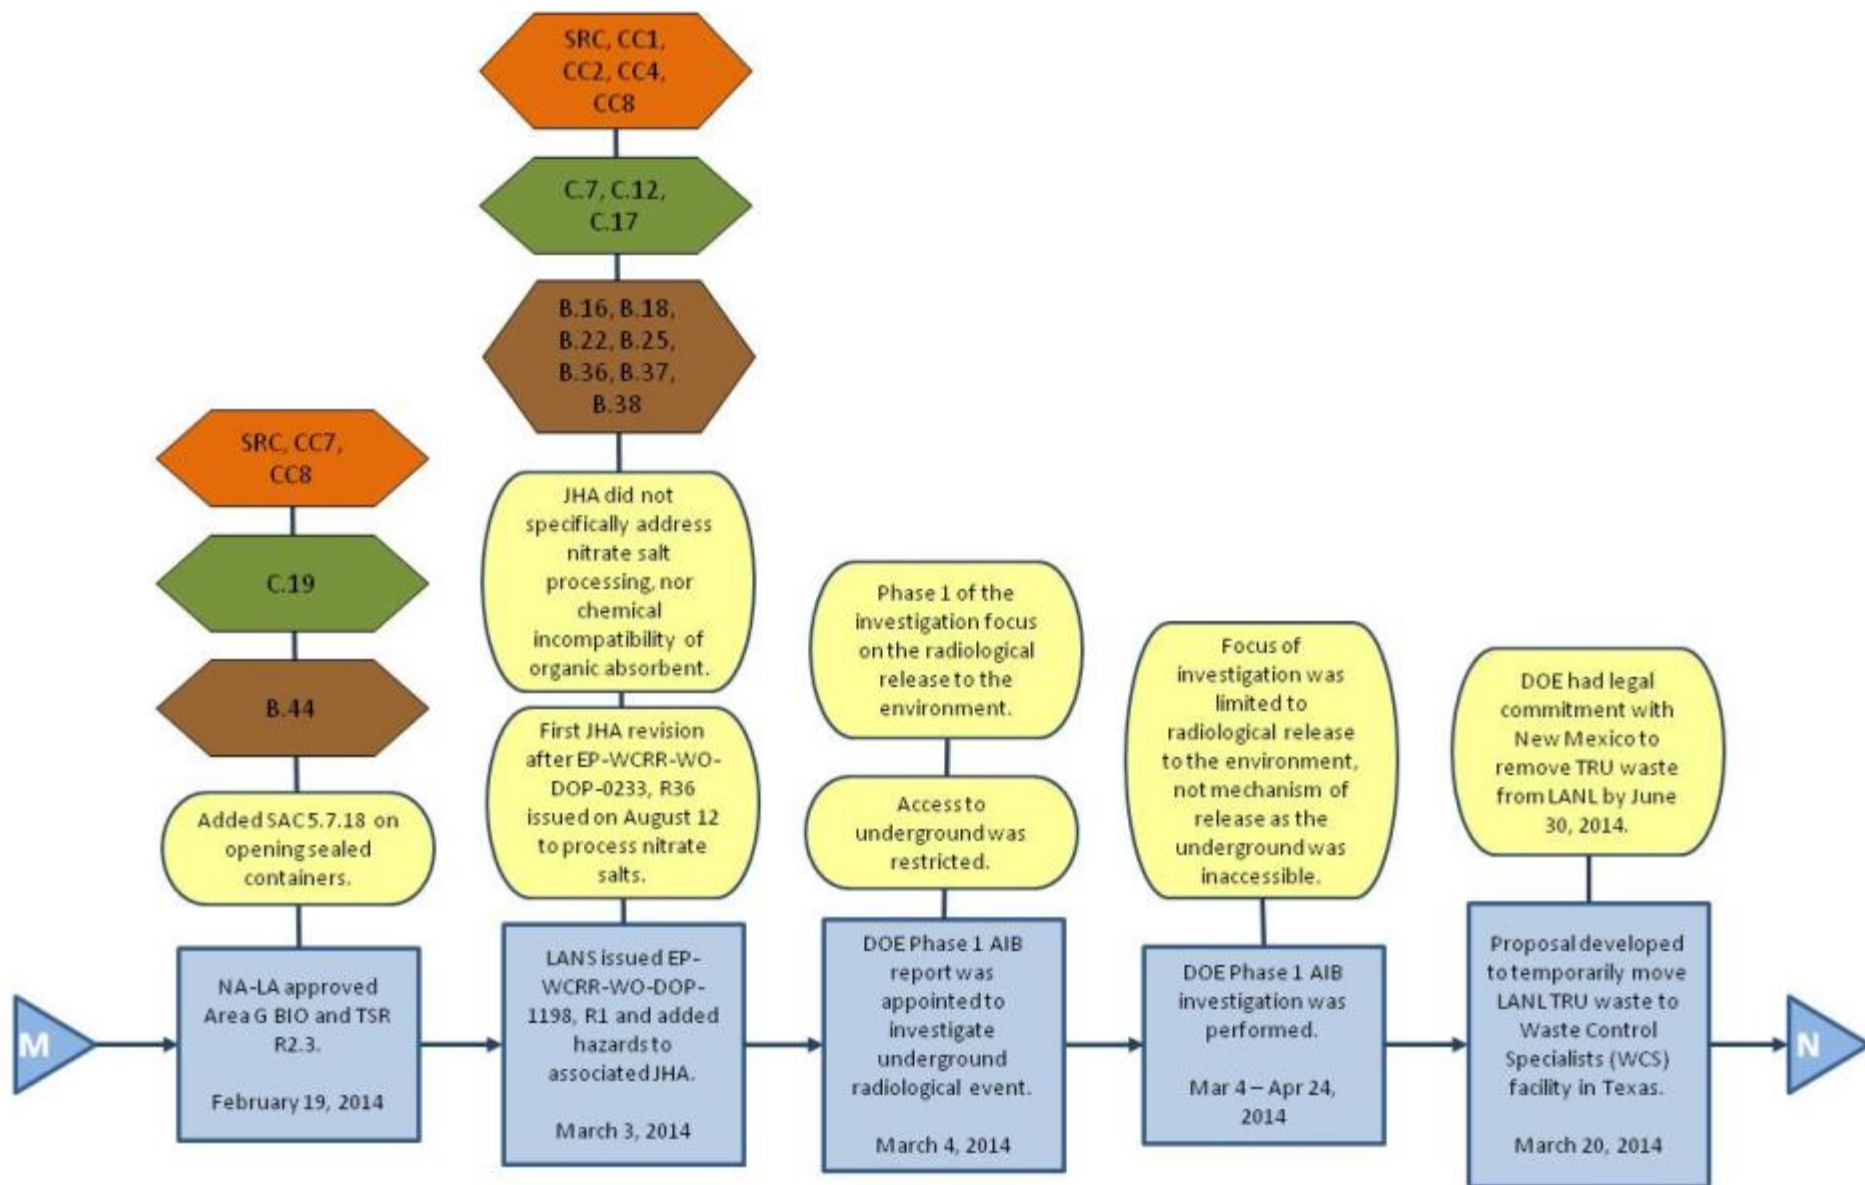 SRC, CC1,
CC2, CC4,
CC8
C.7, C.12,
C.17
B.16, B.18,
B.22, B.25,
B.36, B.37,
B.38
SRC, CC7,
CC8
C.19
B.44
Added SAC 5.7.18 on
opening sealed
containers.
JHA did not
specifically address
nitrate salt
processing, nor
chemical
incompatibility of
organic absorbent.
First JHA revision
after EP-WCRR-WO-
DOP-0233, R36
issued on August 12
to process nitrate
salts.
Phase 1 of the
investigation focus
on the radiological
release to the
environment.
Access to
underground was
restricted.
Focus of
investigation was
limited to
radiological release
to the environment,
not mechanism of
release as the
underground was
inaccessible.
DOE had legal
commitment with
New Mexico to
remove TRU waste
from LANL by June
30, 2014.
M
NA-LA approved
Area G BIO and TSR
R2.3.
February 19, 2014
LANS issued EP-
WCRR-WO-DOP-
1198, R1 and added
hazards to
associated JHA.
March 3, 2014
DOE Phase 1 AIB
report was
appointed to
investigate
underground
radiological event.
March 4, 2014
DOE Phase 1 AIB
investigation was
performed.
Mar 4 – Apr 24,
2014
Proposal developed
to temporarily move
LANL TRU waste to
Waste Control
Specialists (WCS)
facility in Texas.
March 20, 2014
N